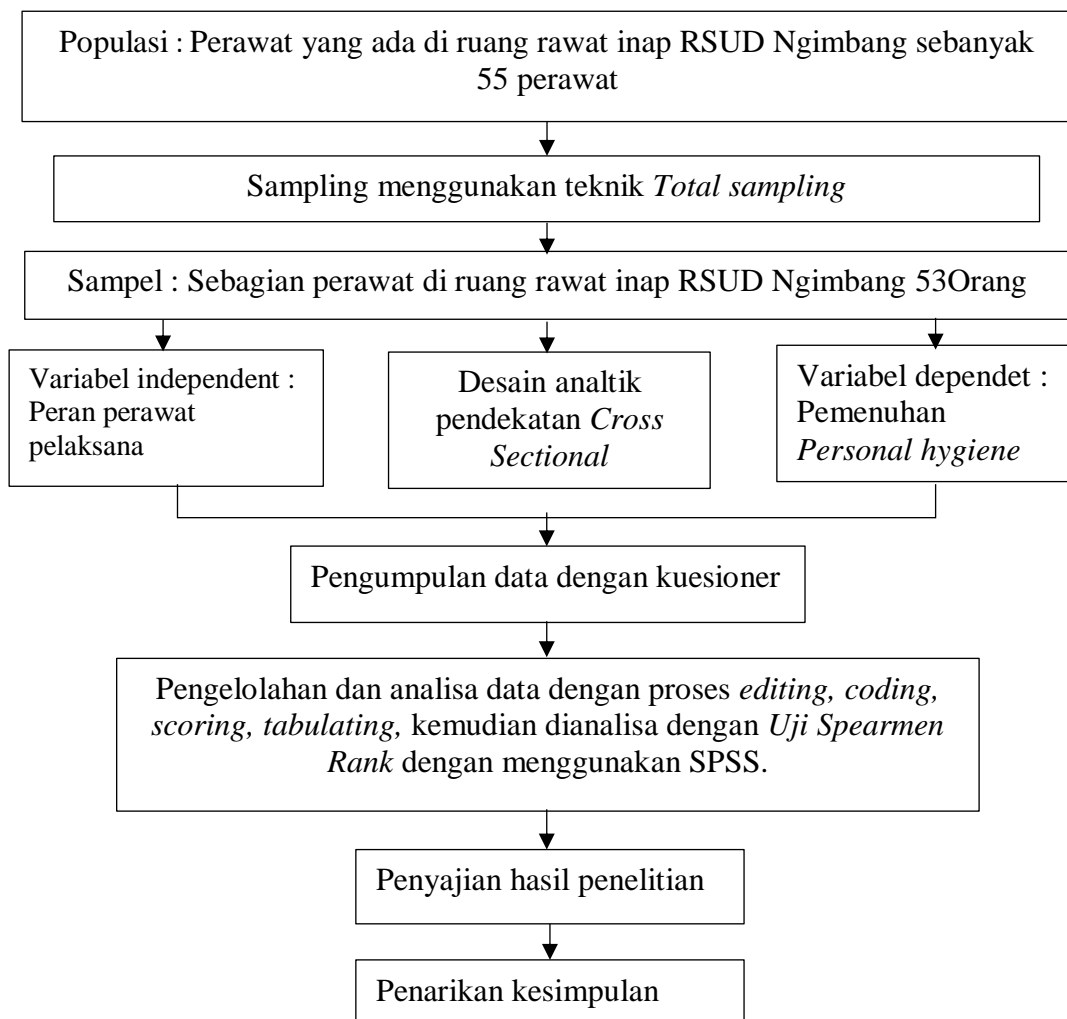 Populasi : Perawat yang ada di ruang rawat inap RSUD Ngimbang sebanyak
55 perawat
Sampling menggunakan teknik Total sampling
Sampel : Sebagian perawat di ruang rawat inap RSUD Ngimbang 53Orang
Variabel independent :
Peran perawat
pelaksana
Desain analtik
pendekatan Cross
Sectional
Variabel dependet :
Pemenuhan
Personal hygiene
Pengumpulan data dengan kuesioner
Pengelolahan dan analisa data dengan proses editing, coding,
scoring, tabulating, kemudian dianalisa dengan Uji Spearmen
Rank dengan menggunakan SPSS.
Penyajian hasil penelitian
Penarikan kesimpulan